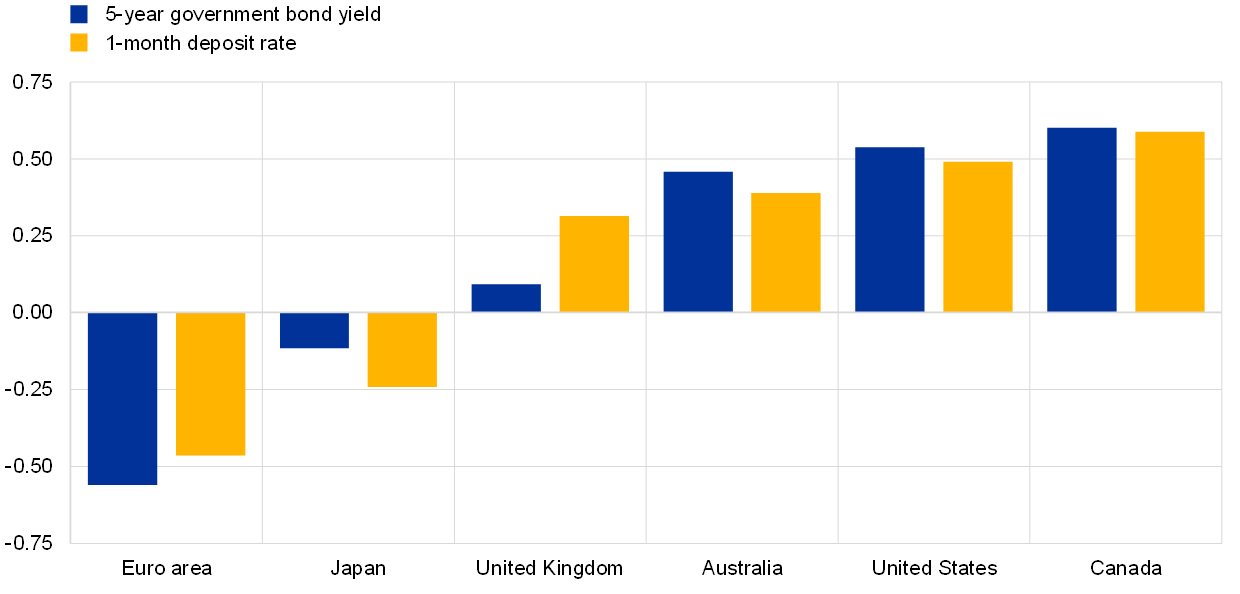 5-year government bond yield
1-month deposit rate
0.75
0.50
0.25
0.00
-0.25
-0.50
-0.75
Euro area
Japan
United Kingdom
Australia
United States
Canada